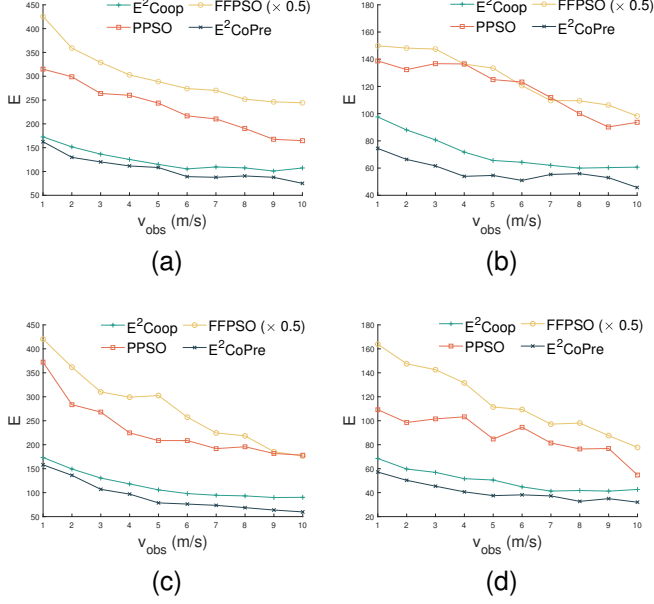 E²Coop FFPSO (× 0.5)
PPSO E²CoPre
450
400
350
300
250
200
150
100
50
E
1 2 3 4 5 6 7 8 9 10
v_obs (m/s)
(a)
E²Coop FFPSO (× 0.5)
PPSO E²CoPre
180
160
140
120
100
80
60
40
E
1 2 3 4 5 6 7 8 9 10
v_obs (m/s)
(b)
E²Coop FFPSO (× 0.5)
PPSO E²CoPre
450
400
350
300
250
200
150
100
50
E
1 2 3 4 5 6 7 8 9 10
v_obs (m/s)
(c)
E²Coop FFPSO (× 0.5)
PPSO E²CoPre
180
160
140
120
100
80
60
40
20
E
1 2 3 4 5 6 7 8 9 10
v_obs (m/s)
(d)